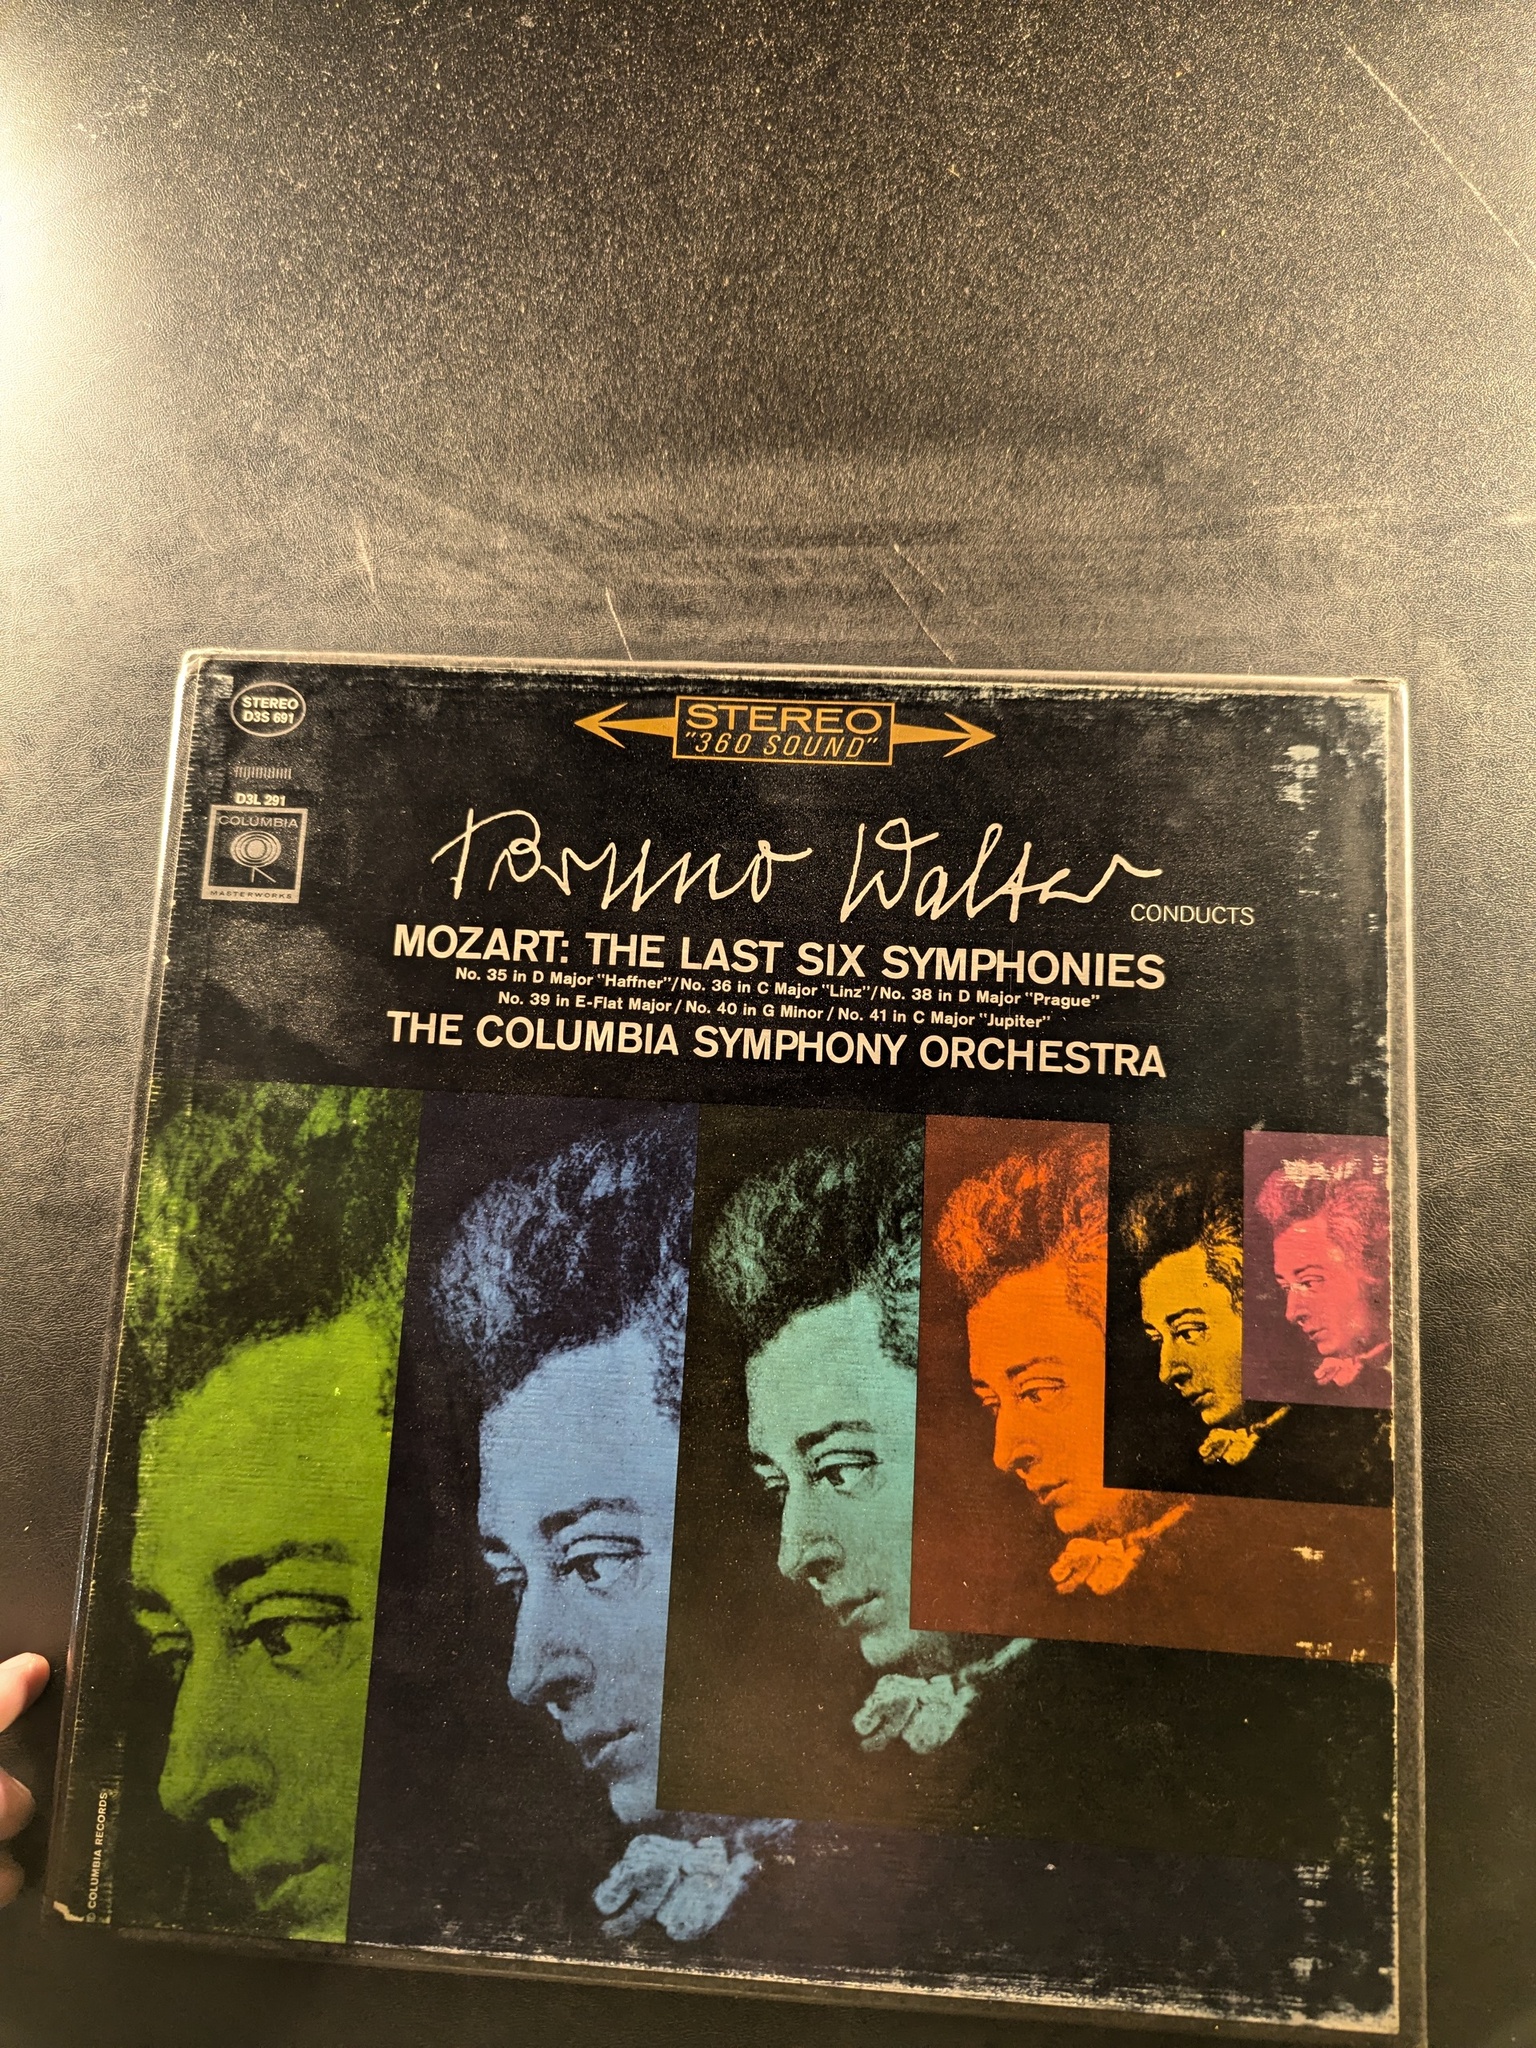 STEREO
D3S 691
STEREO
"360 SOUND"
D3L 291
COLUMBIA
MASTERWORKS
Bruno Walter CONDUCTS
MOZART: THE LAST SIX SYMPHONIES
No. 35 in D Major "Haffner"/No. 36 in C Major "Linz"/No. 38 in D Major "Prague"
No. 39 in E-Flat Major/No. 40 in G Minor/No. 41 in C Major "Jupiter"
THE COLUMBIA SYMPHONY ORCHESTRA
© COLUMBIA RECORDS